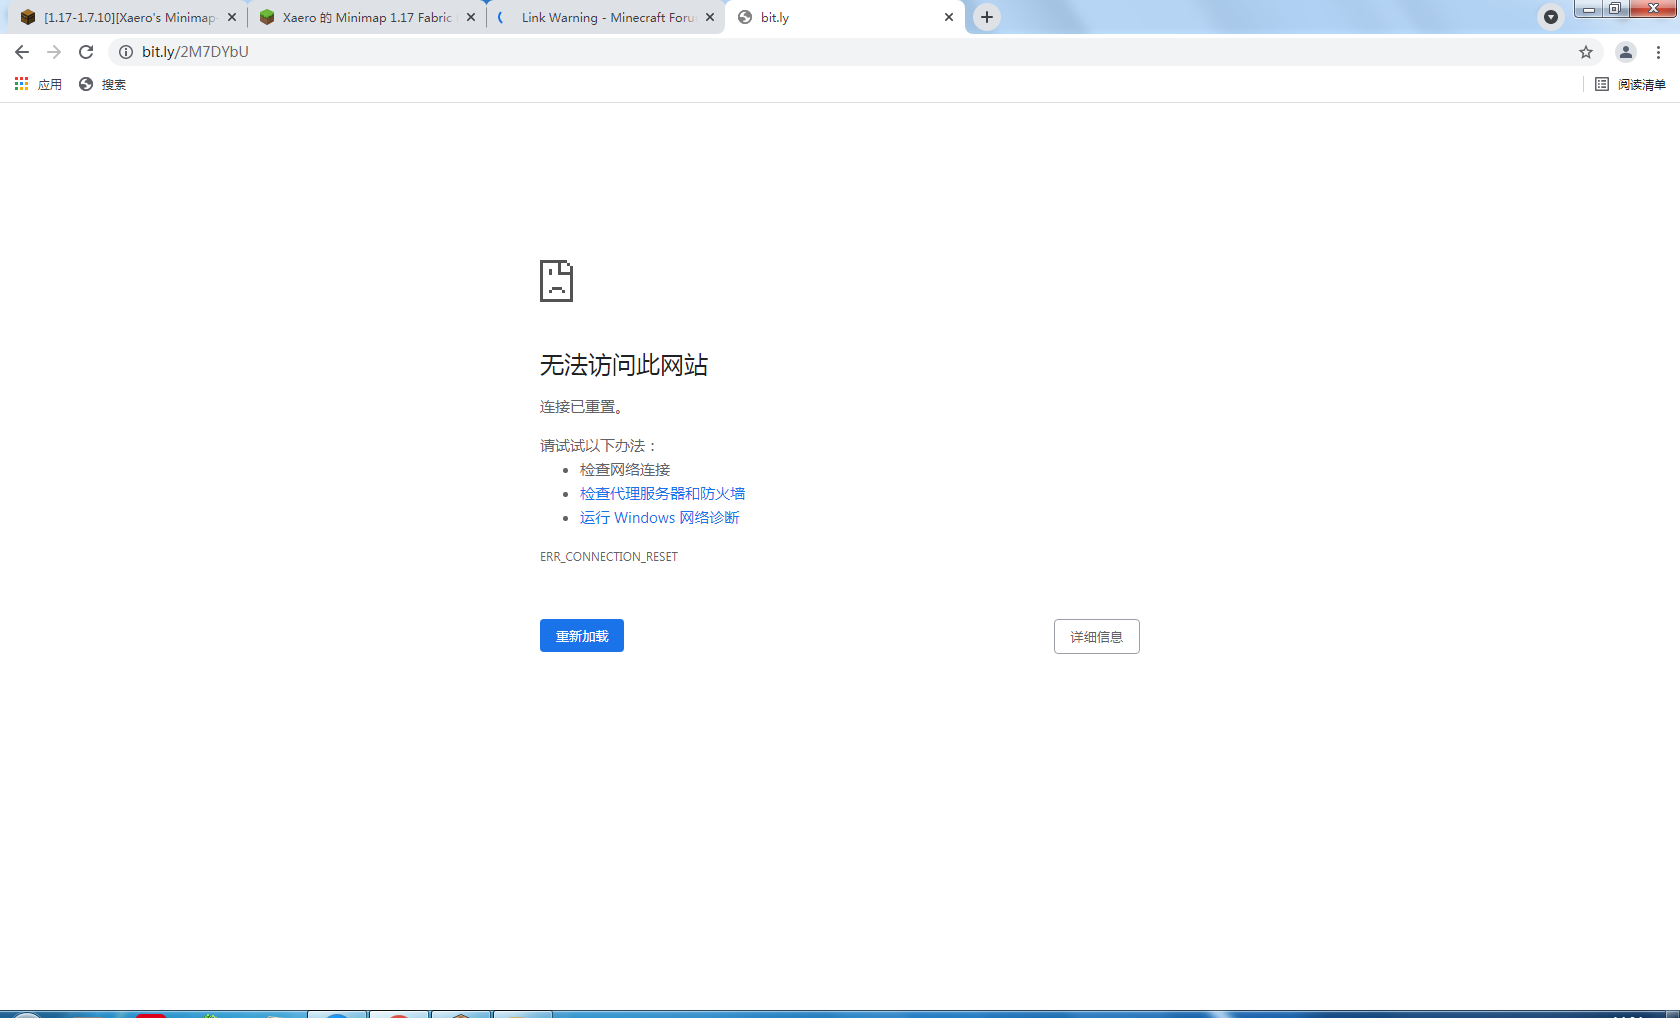 [1.17-1.7.10][Xaero's Minimap-
Xaero 的 Minimap 1.17 Fabric
Link Warning - Minecraft Foru
bit.ly
bit.ly/2M7DYbU
应用
搜索
阅读清单
无法访问此网站
连接已重置。
请试试以下办法：
检查网络连接
检查代理服务器和防火墙
运行 Windows 网络诊断
ERR_CONNECTION_RESET
重新加载
详细信息